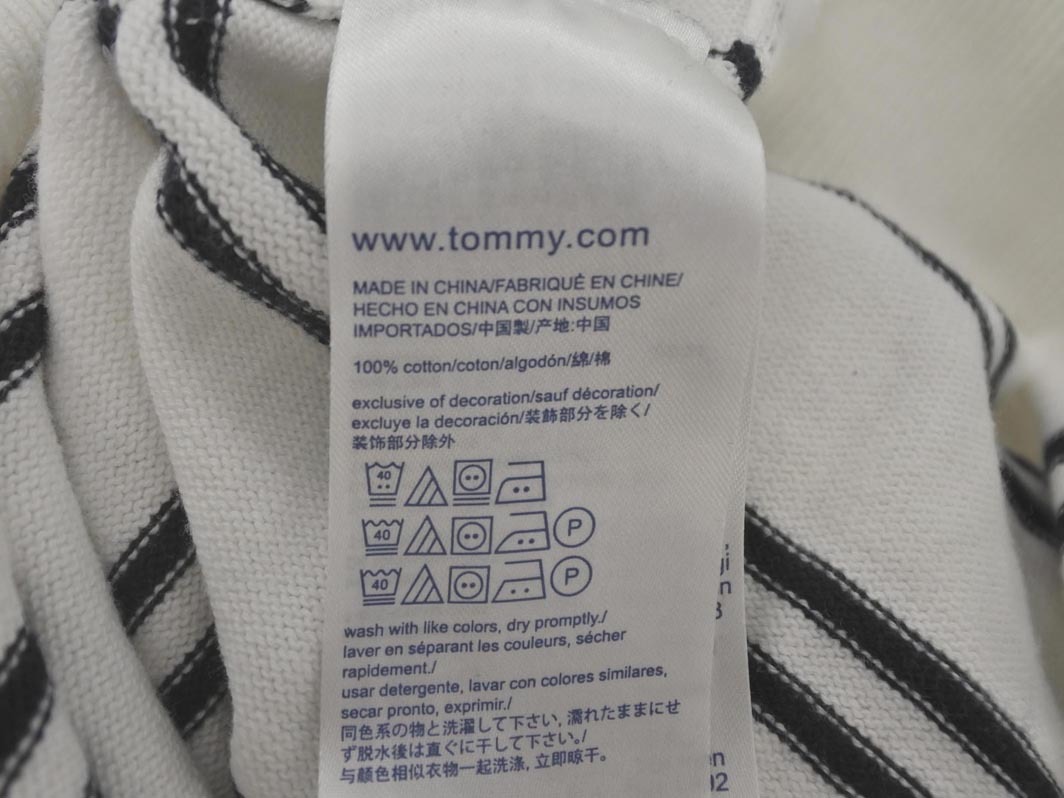 www.tommy.com
MADE IN CHINA/FABRIQUÉ EN CHINE/
HECHO EN CHINA CON INSUMOS
IMPORTADOS/中国製/产地:中国
100% cotton/coton/algodón/綿/棉
exclusive of decoration/sauf décoration/
excluye la decoración/装飾部分を除く/
装饰部分除外
40
40 P
40 P
wash with like colors, dry promptly./
laver en séparant les couleurs, sécher
rapidement./
usar detergente, lavar con colores similares,
secar pronto, exprimir./
同色系の物と洗濯して下さい, 濡れたままにせ
ず脱水後は直ぐに干して下さい。/
与颜色相似衣物一起洗涤, 立即晾干。